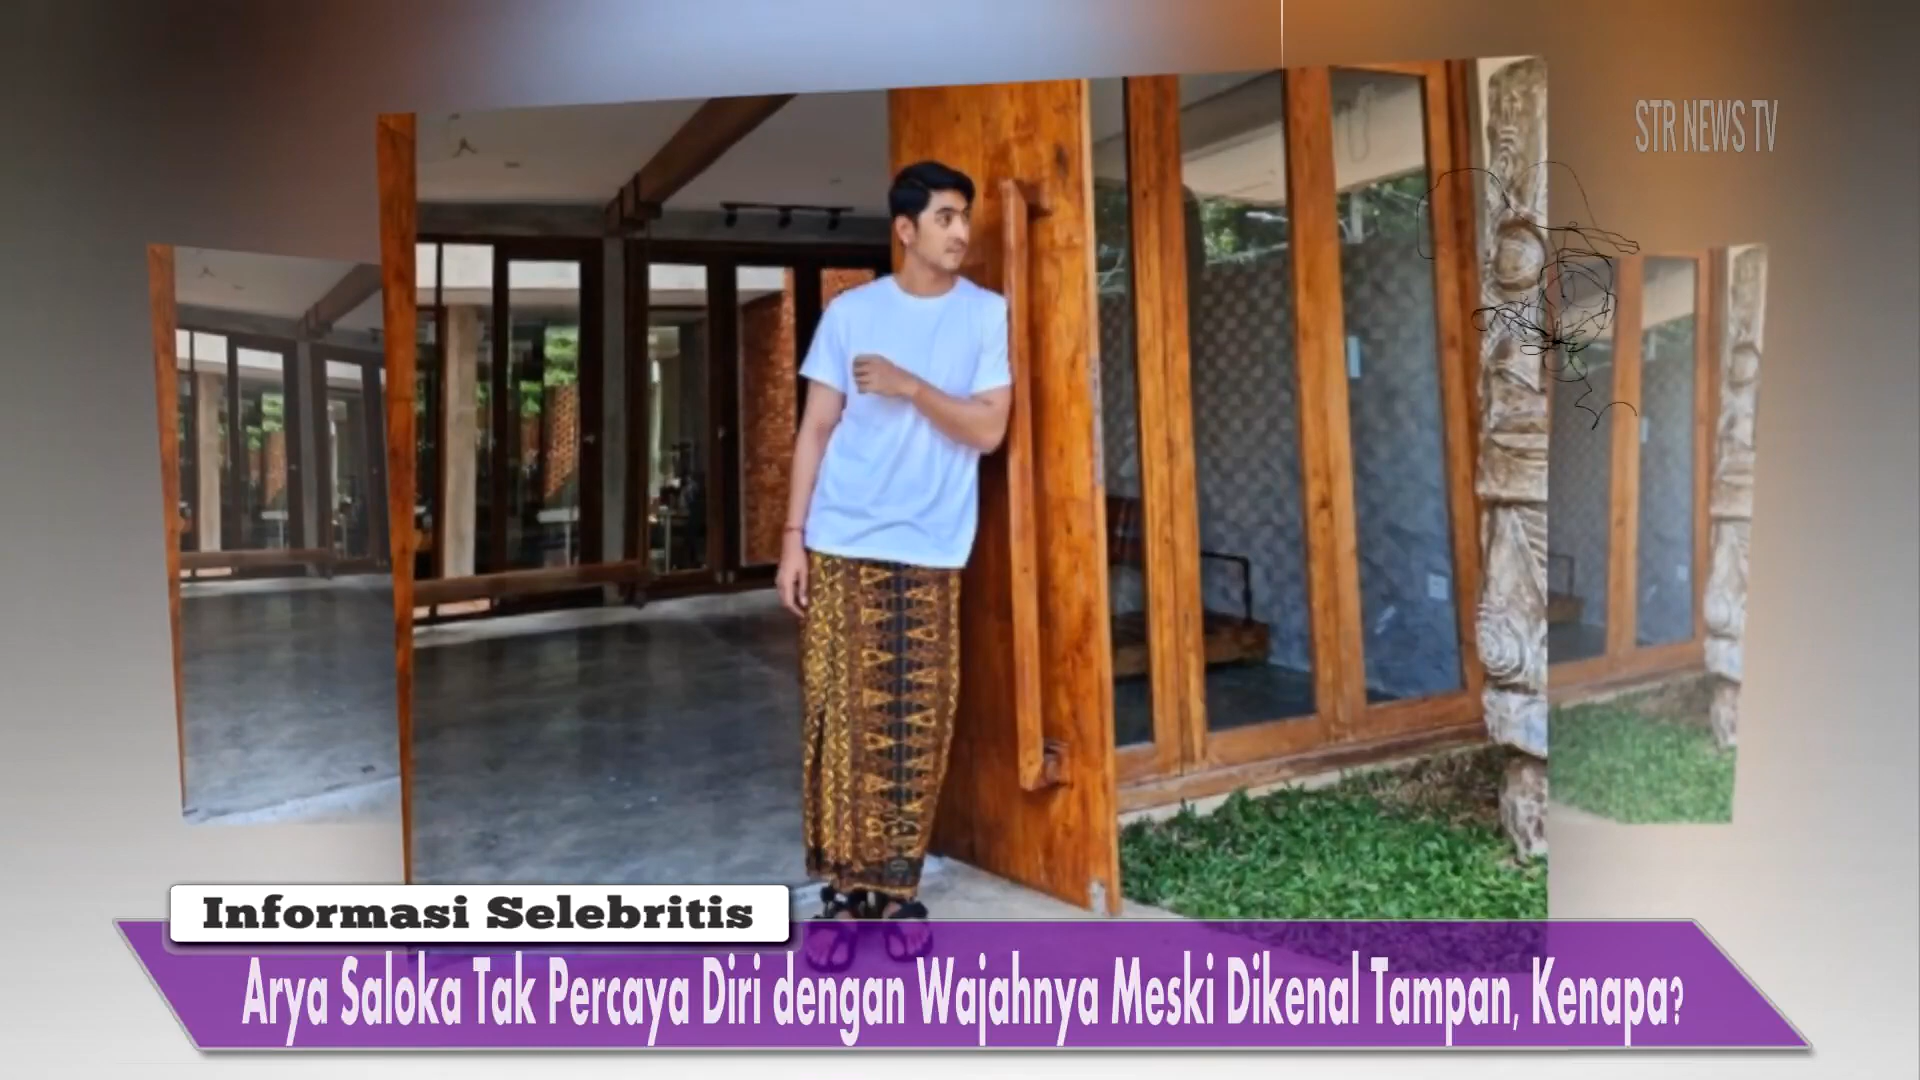 STR NEWS TV
Informasi Selebritis
Arya Saloka Tak Percaya Diri dengan Wajahnya Meski Dikenal Tampan, Kenapa?